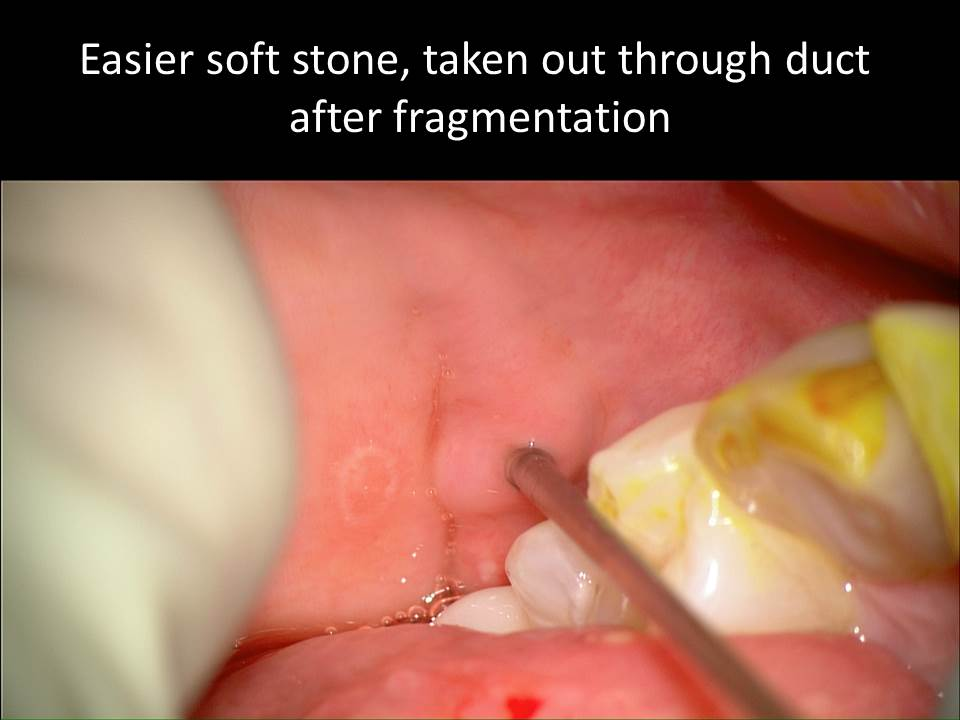 Easier soft stone, taken out through duct
after fragmentation